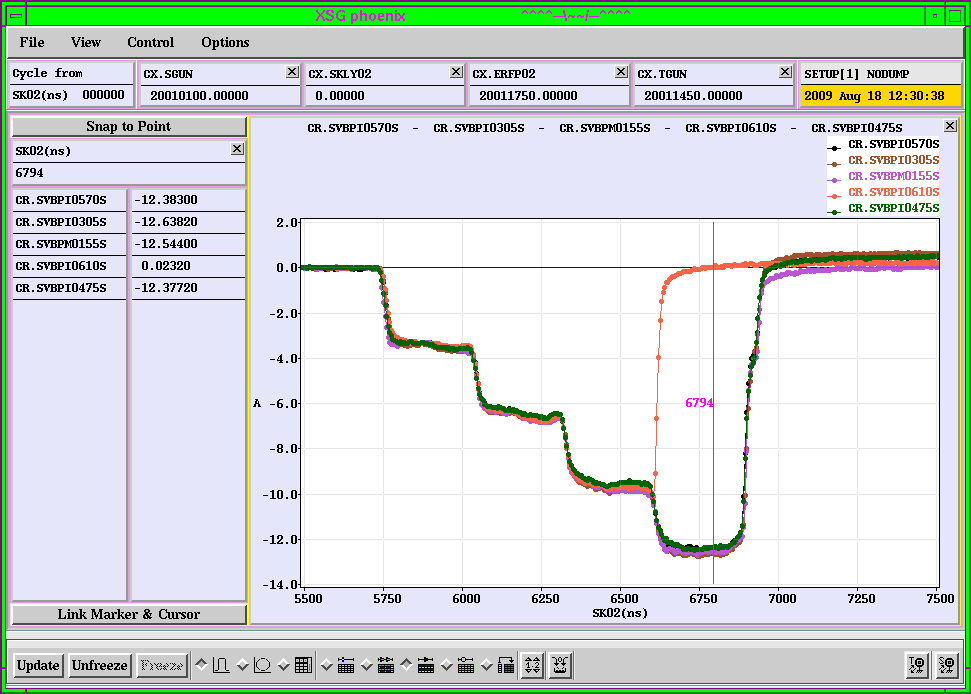 XSG phoenix ^^^^—\~~/—^^^^
File View Control Options
Cycle from
SK02(ns) 000000
CX.SGUN
20010100.00000
CX.SKLY02
0.00000
CX.ERFP02
20011750.00000
CX.TGUN
20011450.00000
SETUP[1] NODUMP
2009 Aug 18 12:30:38
Snap to Point
SK02(ns)
6794
CR.SVBPI0570S -12.38300
CR.SVBPI0305S -12.63820
CR.SVBPM0155S -12.54400
CR.SVBPI0610S 0.02320
CR.SVBPI0475S -12.37720
Link Marker & Cursor
CR.SVBPI0570S - CR.SVBPI0305S - CR.SVBPM0155S - CR.SVBPI0610S - CR.SVBPI0475S
CR.SVBPI0570S
CR.SVBPI0305S
CR.SVBPM0155S
CR.SVBPI0610S
CR.SVBPI0475S
2.0
0.0
-2.0
-4.0
A -6.0
6794
-8.0
-10.0
-12.0
-14.0
5500 5750 6000 6250 6500 6750 7000 7250 7500
SK02(ns)
Update Unfreeze Freeze